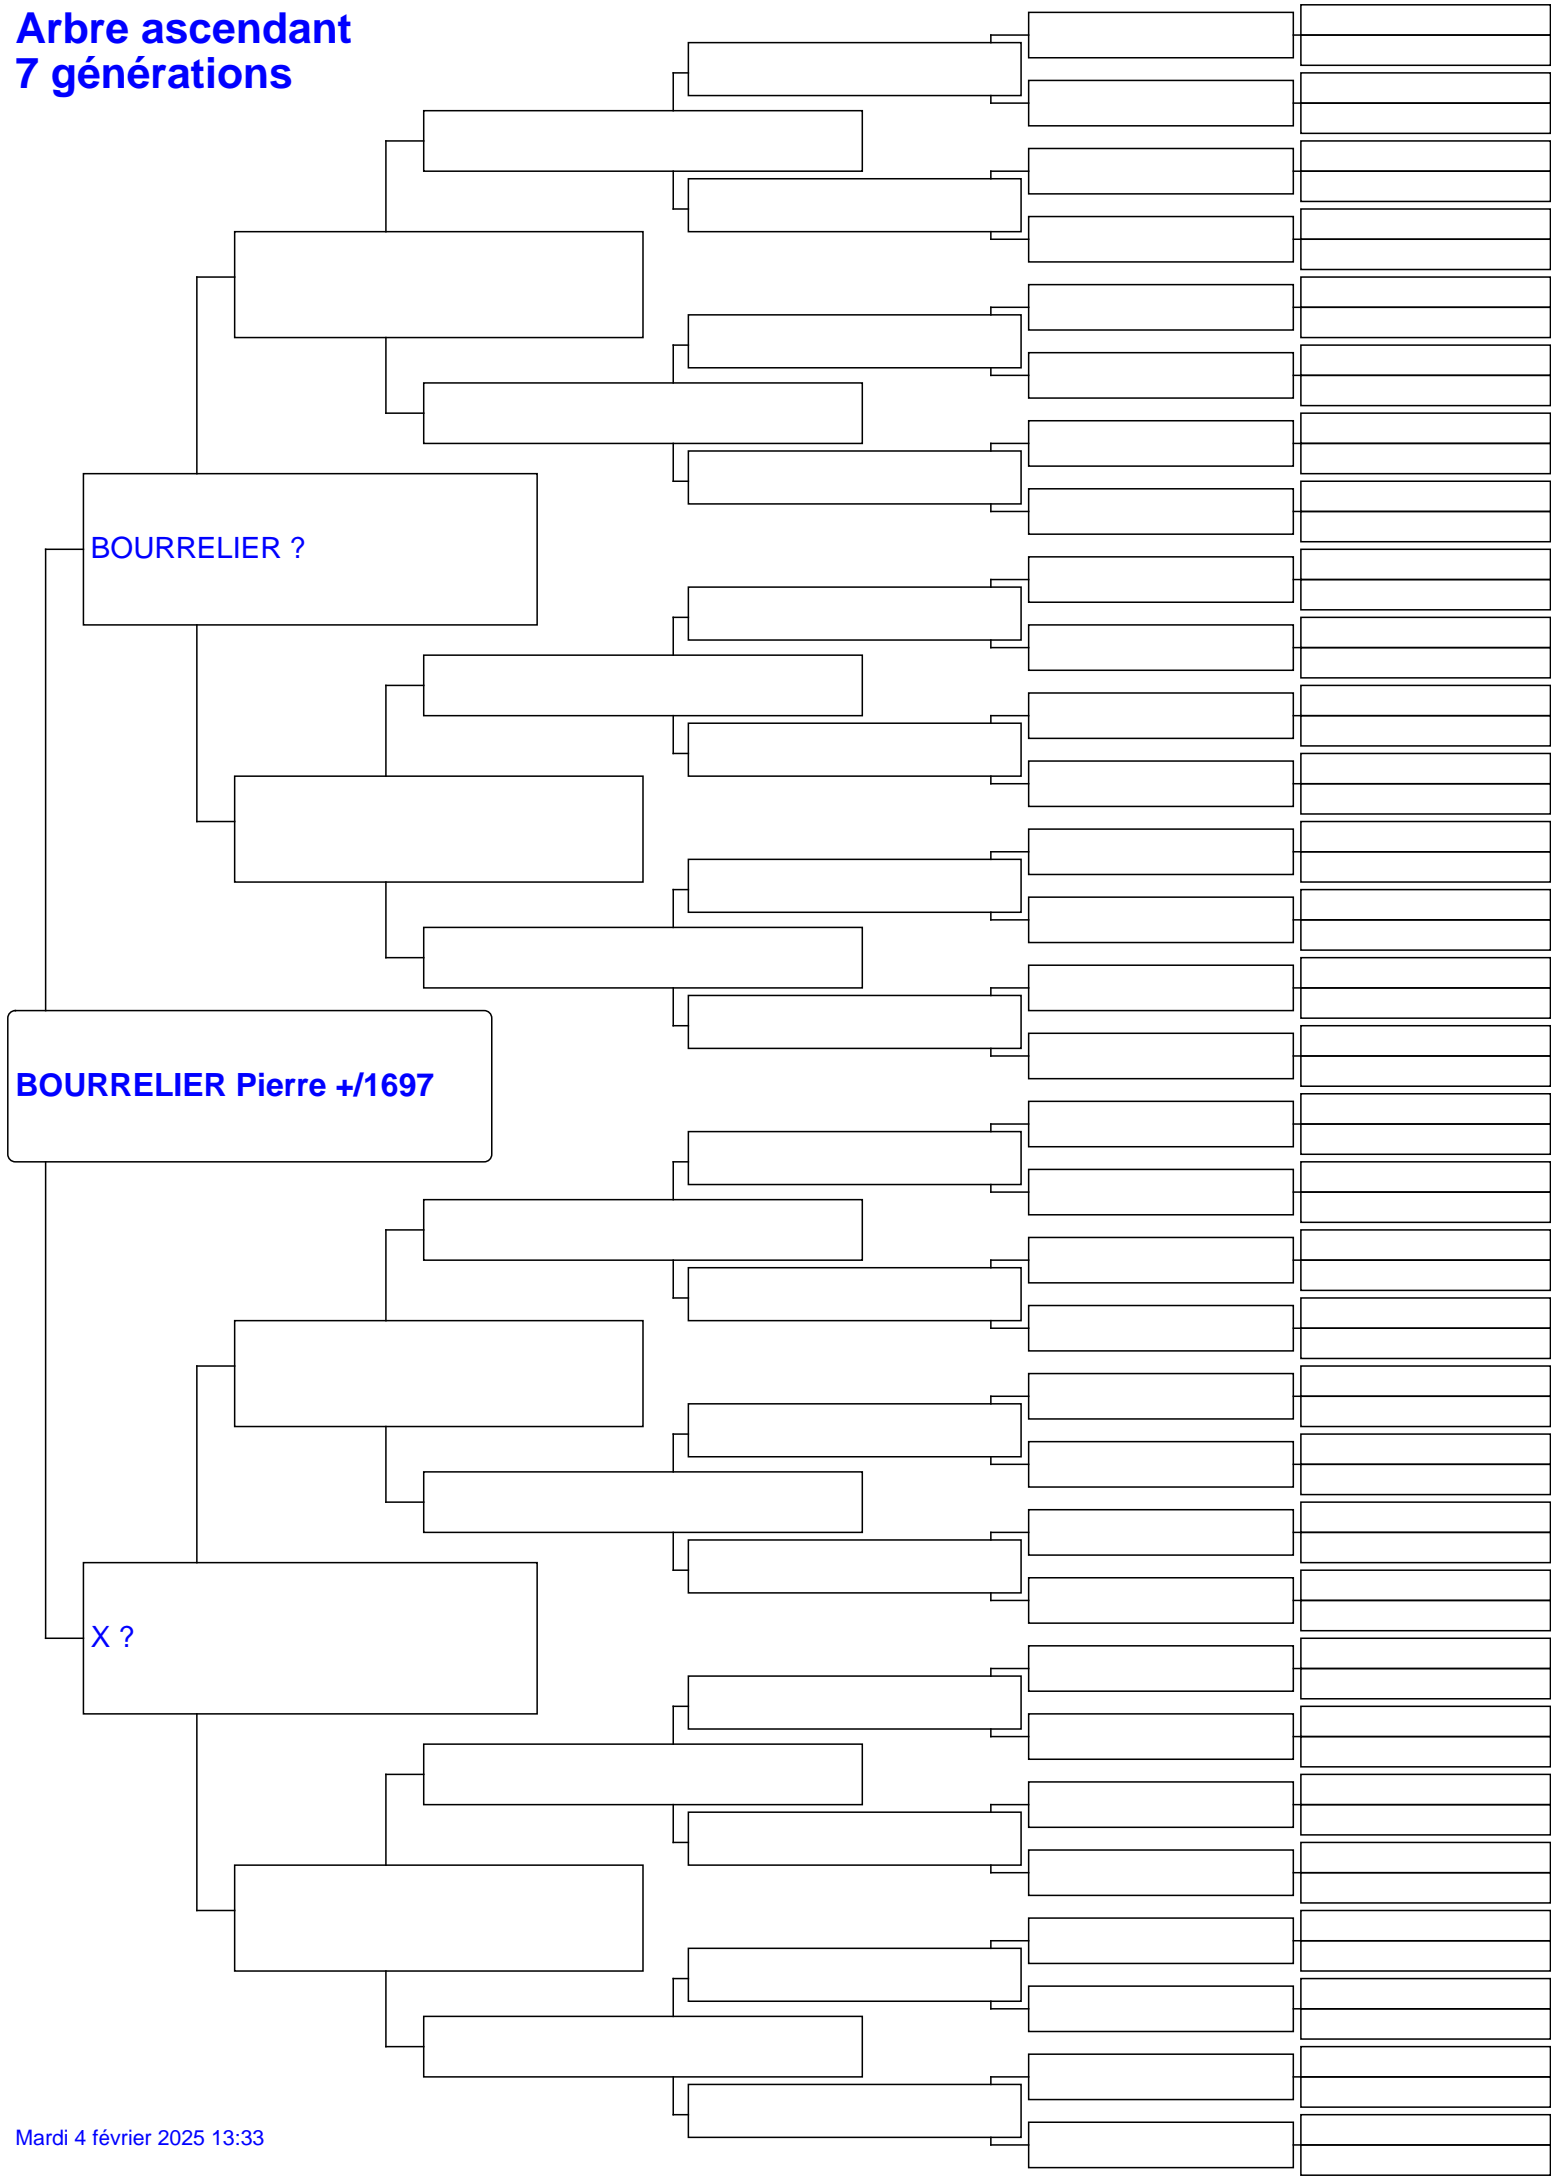 Arbre ascendant
7 générations
BOURRELIER ?
BOURRELIER Pierre +/1697
X ?
Mardi 4 février 2025 13:33